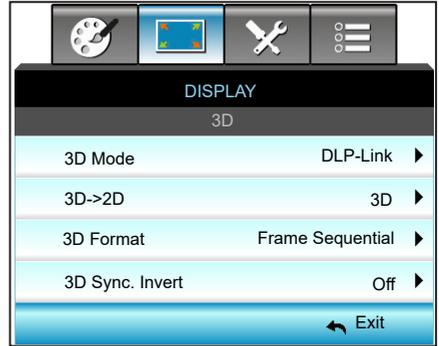 DISPLAY
3D
3D Mode DLP-Link
3D->2D 3D
3D Format Frame Sequential
3D Sync. Invert Off
Exit